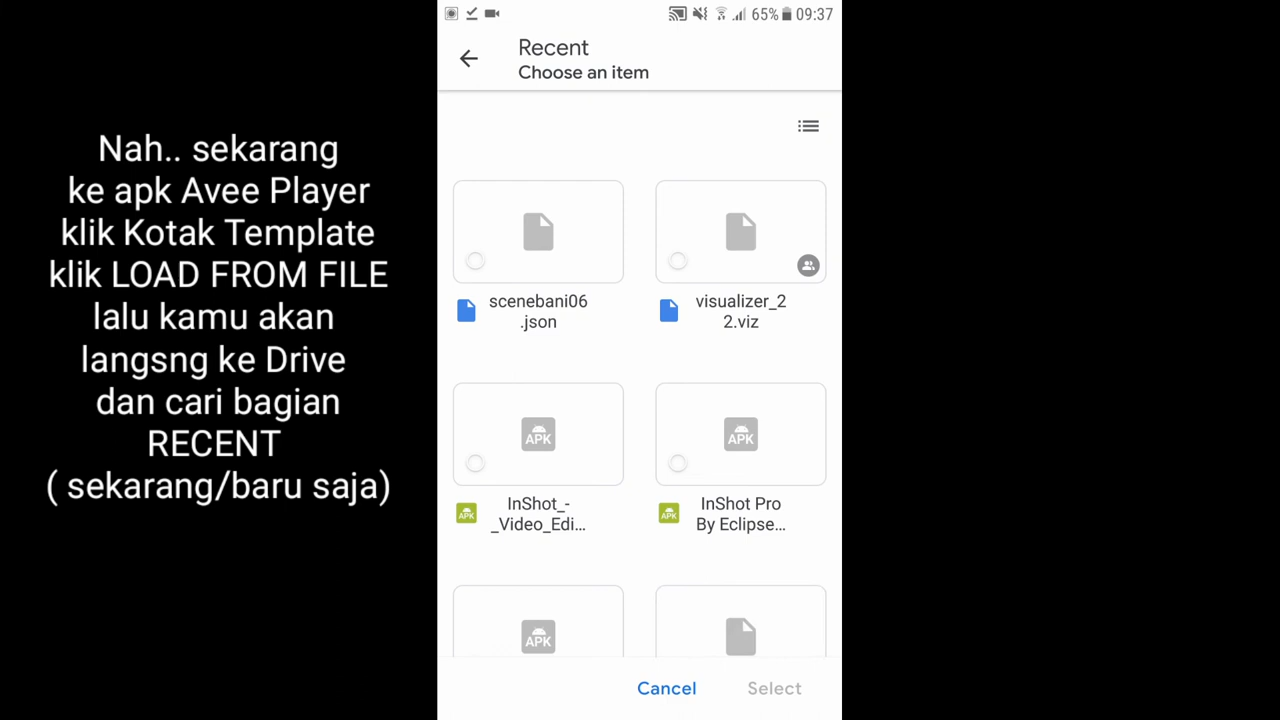 Nah.. sekarang
ke apk Avee Player
klik Kotak Template
klik LOAD FROM FILE
lalu kamu akan
langsng ke Drive
dan cari bagian
RECENT
( sekarang/baru saja)
65% 09:37
Recent
Choose an item
scenebani06
.json
visualizer_2
2.viz
APK
APK
InShot_-
_Video_Edi...
APK
InShot Pro
By Eclipse...
APK
APK
Cancel
Select